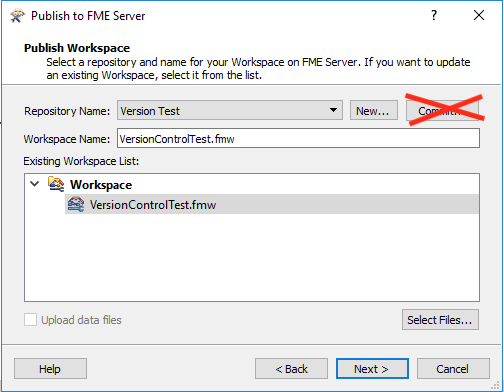 Publish to FME Server
Publish Workspace
Select a repository and name for your Workspace on FME Server. If you want to update
an existing Workspace, select it from the list.
Repository Name: Version Test New... Commit...
Workspace Name: VersionControlTest.fmw
Existing Workspace List:
Workspace
VersionControlTest.fmw
Upload data files Select Files...
Help < Back Next > Cancel